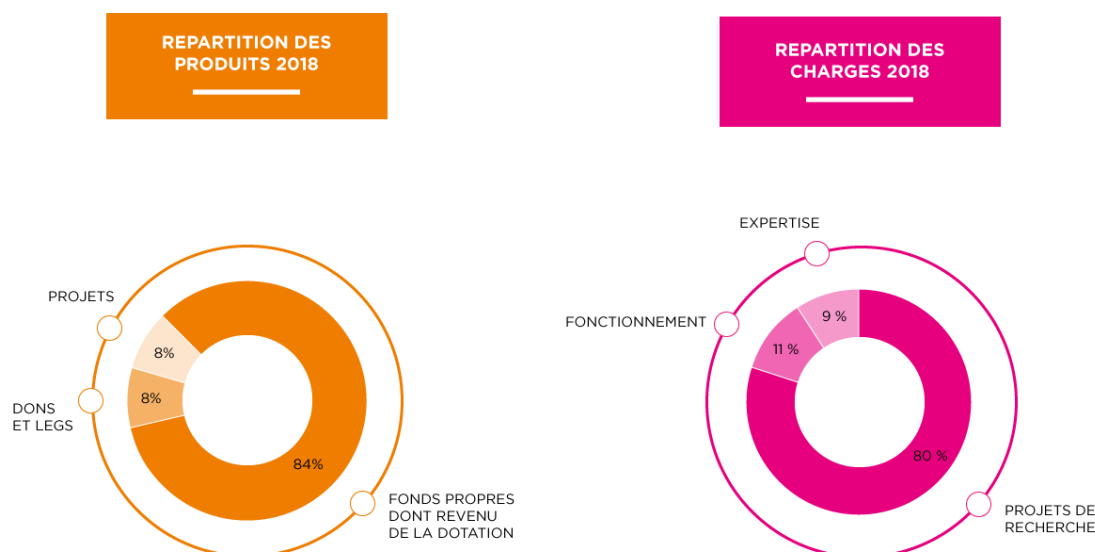 REPARTITION DES
PRODUITS 2018
REPARTITION DES
CHARGES 2018
PROJETS
8%
DONS
ET LEGS
8%
84%
FONDS PROPRES
DONT REVENU
DE LA DOTATION
EXPERTISE
9 %
FONCTIONNEMENT
11 %
80 %
PROJETS DE
RECHERCHE